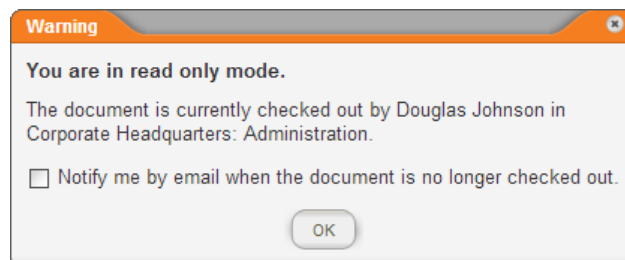 Warning
You are in read only mode.
The document is currently checked out by Douglas Johnson in
Corporate Headquarters: Administration.
Notify me by email when the document is no longer checked out.
OK